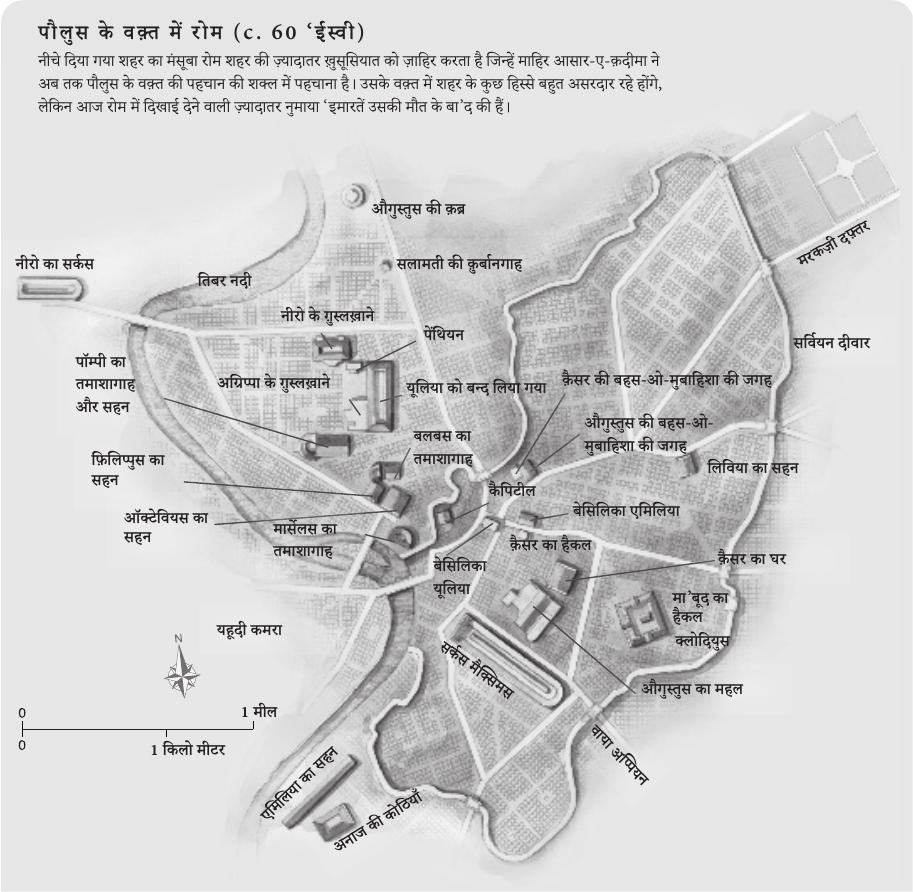 पौलुस के वक़्त में रोम (c. 60 ‘ईस्वी)
नीचे दिया गया शहर का मंसूबा रोम शहर की ज़्यादातर ख़ुसूसियात को ज़ाहिर करता है जिन्हें माहिर आसार-ए-क़दीमा ने
अब तक पौलुस के वक़्त की पहचान की शक्ल में पहचाना है। उसके वक़्त में शहर के कुछ हिस्से बहुत असरदार रहे होंगे,
लेकिन आज रोम में दिखाई देने वाली ज़्यादातर नुमाया ‘इमारतें उसकी मौत के बा’द की हैं।
औगुस्तुस की क़ब्र
मरकज़ी दफ़्तर
नीरो का सर्कस
सलामती की क़ुर्बानगाह
तिबर नदी
नीरो के ग़ुस्लख़ाने
पेंथियन
सर्वियन दीवार
पॉम्पी का
तमाशागाह
और सहन
अग्रिप्पा के ग़ुस्लख़ाने
यूलिया को बन्द लिया गया
क़ैसर की बहस-ओ-मुबाहिशा की जगह
औगुस्तुस की बहस-ओ-
मुबाहिशा की जगह
बलबस का
तमाशागाह
फ़िलिप्पुस का
सहन
लिविया का सहन
कैपिटील
बेसिलिका एमिलिया
ऑक्टेवियस का
सहन
मार्सेलस का
तमाशागाह
क़ैसर का हैकल
बेसिलिका
यूलिया
क़ैसर का घर
मा’बूद का
हैकल
क्लोदियुस
यहूदी कमरा
सर्कस मैक्सिमस
औगुस्तुस का महल
N
0
1 मील
0
1 किलो मीटर
वाया अप्पियन
एमिलिया का सहन
अनाज की कोठियाँ